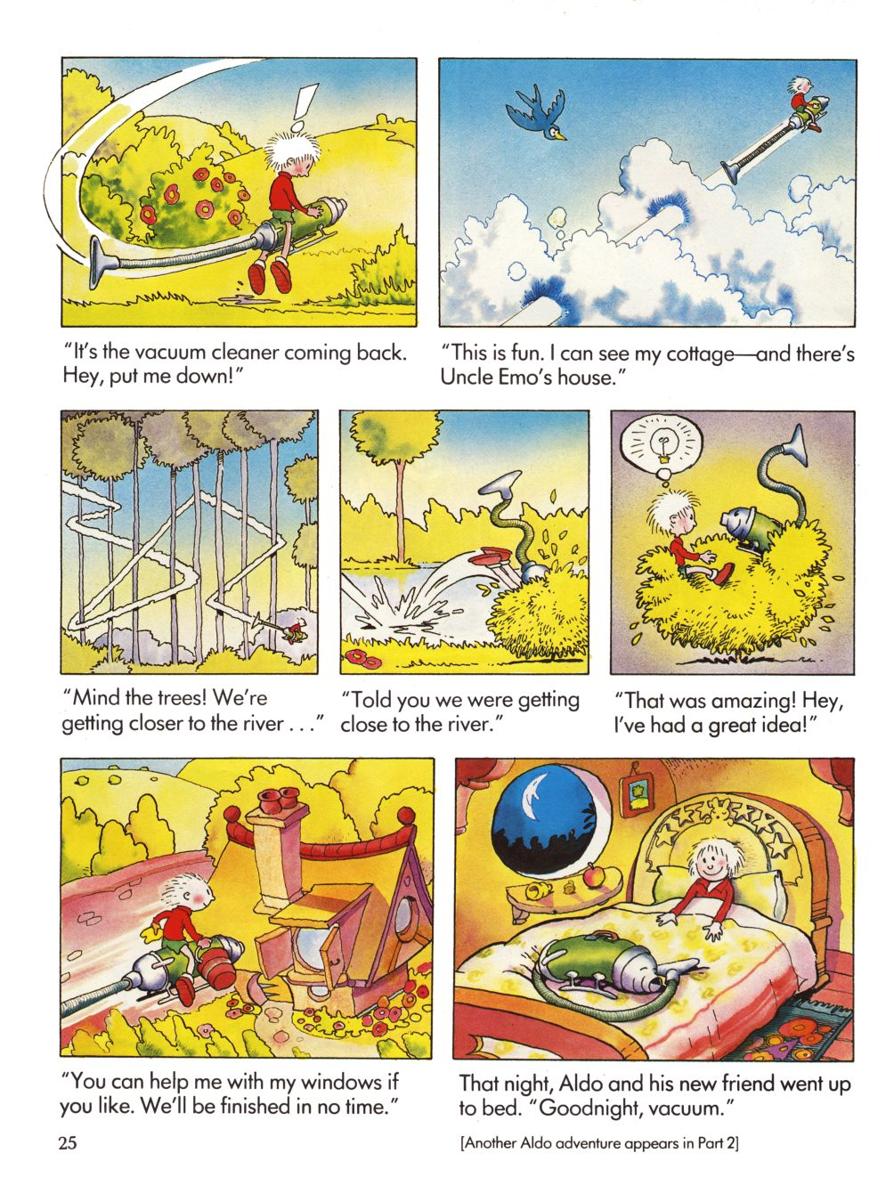 “It’s the vacuum cleaner coming back.
Hey, put me down!”
“This is fun. I can see my cottage—and there’s
Uncle Emo’s house.”
“Mind the trees! We’re
getting closer to the river . . .”
“Told you we were getting
close to the river.”
“That was amazing! Hey,
I’ve had a great idea!”
“You can help me with my windows if
you like. We’ll be finished in no time.”
That night, Aldo and his new friend went up
to bed. “Goodnight, vacuum.”
25
[Another Aldo adventure appears in Part 2]